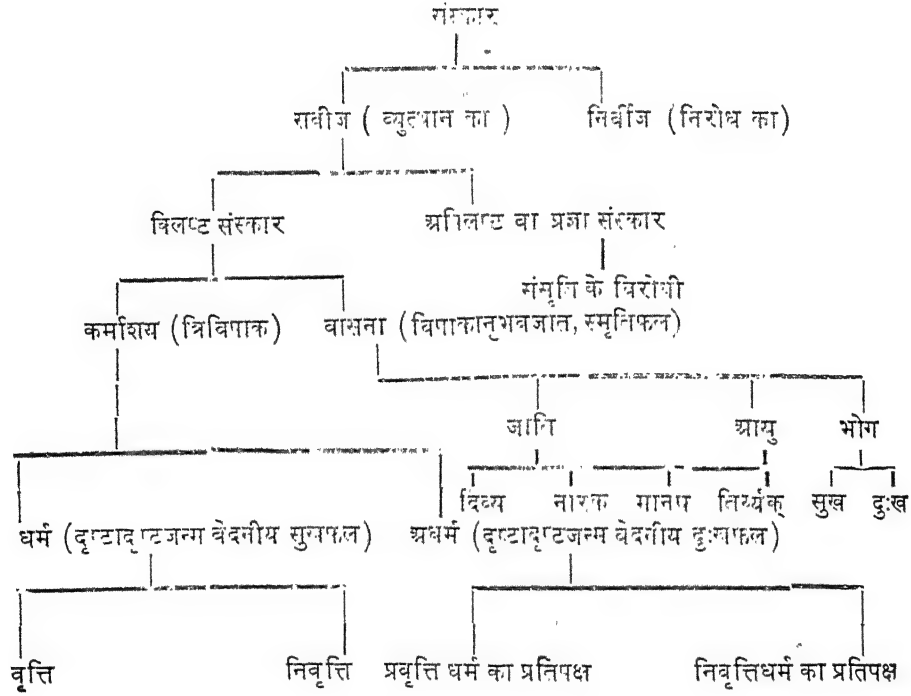 संस्कार
सबीज ( व्युत्थान का ) निर्बीज (निरोध का)
क्लिष्ट संस्कार अक्लिष्ट वा प्रज्ञा संस्कार
संसृति के विरोधी
कर्माशय (त्रिविपाक) वासना (विपाकानुभवजात, स्मृतिफल)
जाति आयु भोग
दिव्य नारक मानष तिर्य्यक् सुख दुःख
धर्म (दृष्टादृष्टजन्म वेदनीय सुखफल) अधर्म (दृष्टादृष्टजन्म वेदनीय दुःखफल)
वृत्ति निवृत्ति प्रवृत्ति धर्म का प्रतिपक्ष निवृत्तिधर्म का प्रतिपक्ष